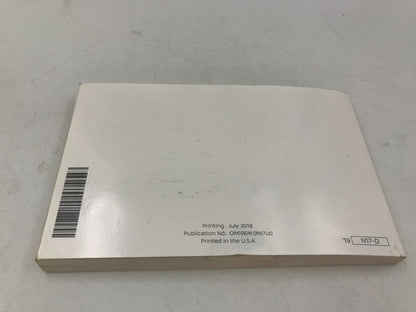 Printing : July 2018
Publication No.: OM19EM 0N17U0
Printed in the U.S.A.
'19 N17-D